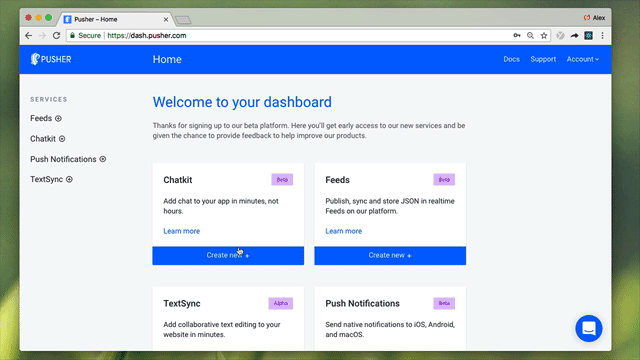 Pusher – Home
Alex
Secure
https://dash.pusher.com
PUSHER
Home
Docs
Support
Account
SERVICES
Feeds
Chatkit
Push Notifications
TextSync
Welcome to your dashboard
Thanks for signing up to our beta platform. Here you'll get early access to our new services and be
given the chance to provide feedback to help improve our products.
Chatkit
Beta
Add chat to your app in minutes, not
hours.
Learn more
Create new +
Feeds
Beta
Publish, sync and store JSON in realtime
Feeds on our platform.
Learn more
Create new +
TextSync
Alpha
Add collaborative text editing to your
website in minutes.
Push Notifications
Beta
Send native notifications to iOS, Android,
and macOS.